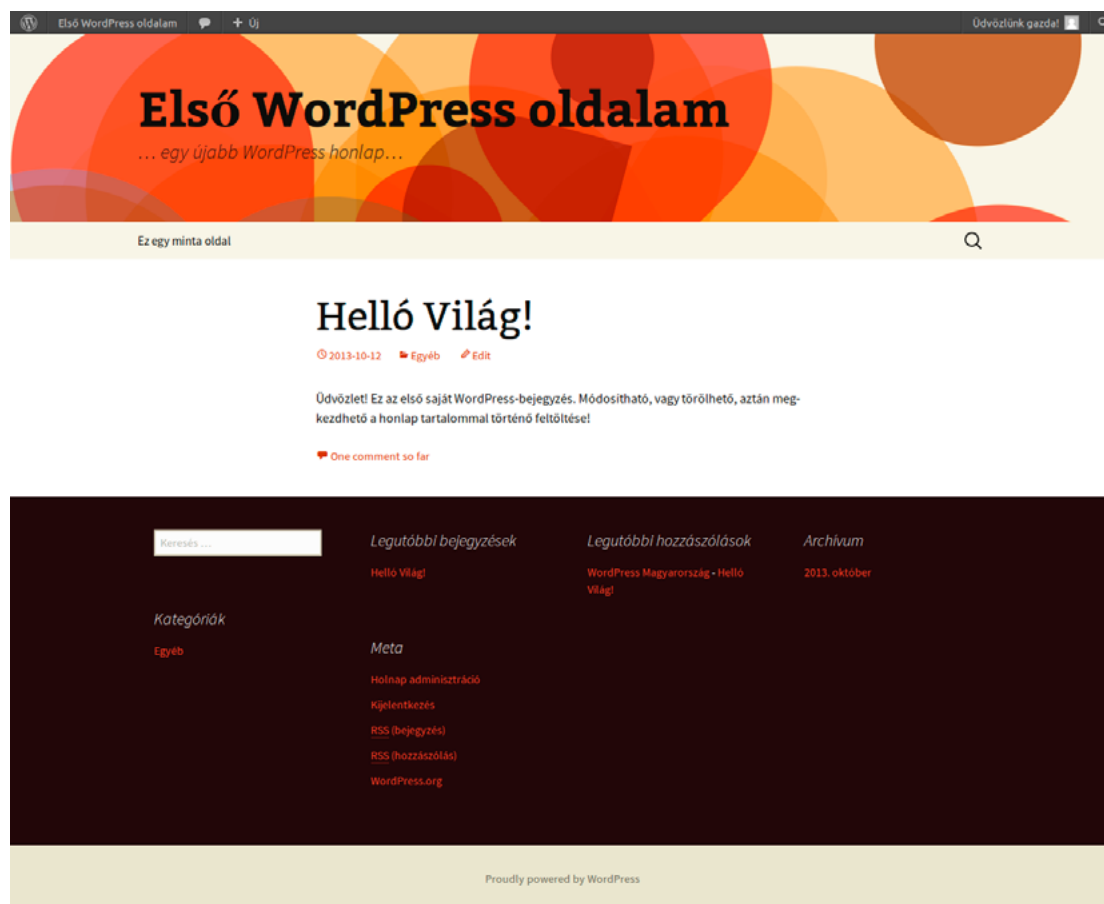 Első WordPress oldalam
Új
Üdvözlünk gazda!
Első WordPress oldalam
... egy újabb WordPress honlap...
Ez egy minta oldal
Helló Világ!
2013-10-12 Egyéb Edit
Üdvözlet! Ez az első saját WordPress-bejegyzés. Módosítható, vagy törölhető, aztán meg-
kezdhető a honlap tartalommal történő feltöltése!
One comment so far
Keresés ...
Kategóriák
Egyéb
Legutóbbi bejegyzések
Helló Világ!
Meta
Holnap adminisztráció
Kijelentkezés
RSS (bejegyzés)
RSS (hozzászólás)
WordPress.org
Legutóbbi hozzászólások
WordPress Magyarország - Helló
Világ!
Archívum
2013. október
Proudly powered by WordPress